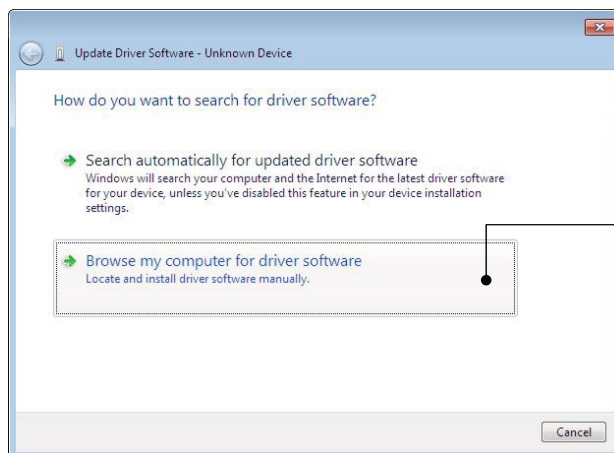 Update Driver Software - Unknown Device
How do you want to search for driver software?
Search automatically for updated driver software
Windows will search your computer and the Internet for the latest driver software
for your device, unless you've disabled this feature in your device installation
settings.
Browse my computer for driver software
Locate and install driver software manually.
Cancel